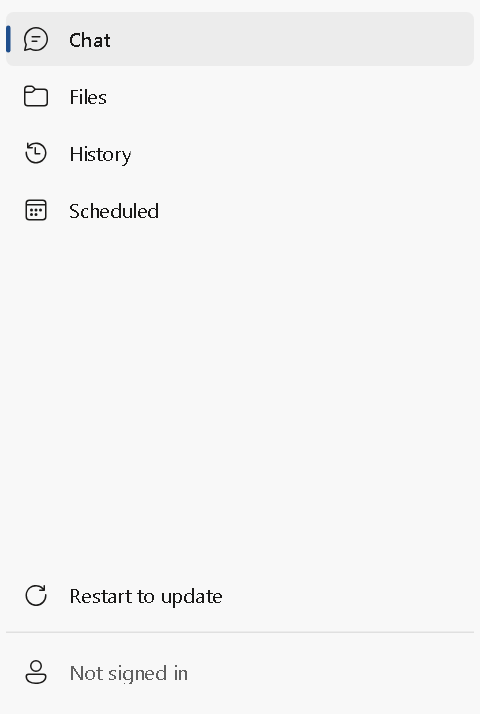 Chat
Files
History
Scheduled
Restart to update
Not signed in